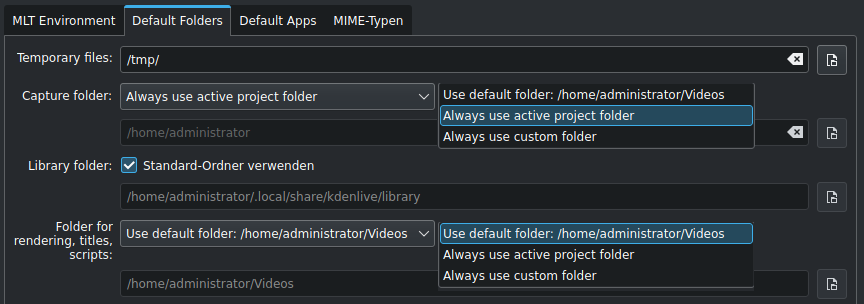 MLT Environment Default Folders Default Apps MIME-Typen
Temporary files: /tmp/
Capture folder: Always use active project folder
Use default folder: /home/administrator/Videos
Always use active project folder
Always use custom folder
/home/administrator
Library folder: Standard-Ordner verwenden
/home/administrator/.local/share/kdenlive/library
Folder for
rendering, titles,
scripts:
Use default folder: /home/administrator/Videos
Use default folder: /home/administrator/Videos
Always use active project folder
Always use custom folder
/home/administrator/Videos